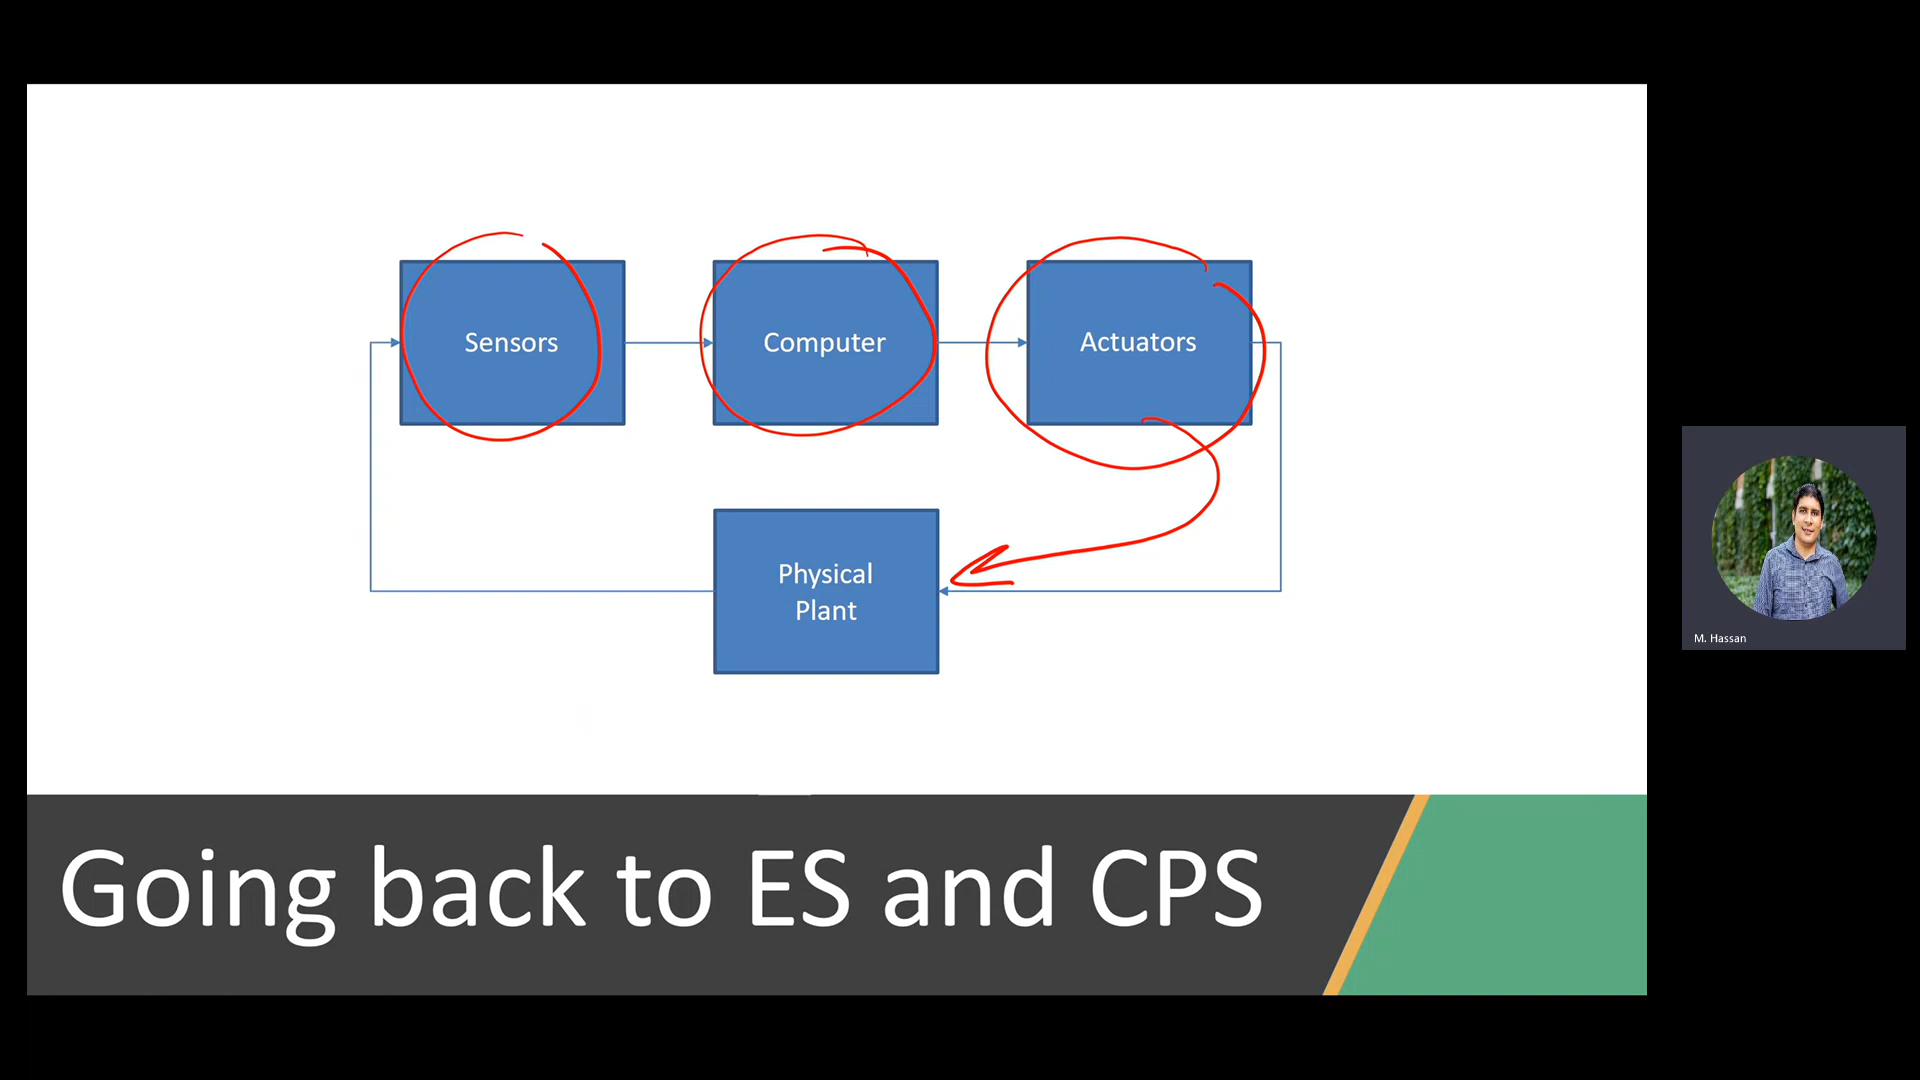 Sensors
Computer
Actuators
Physical
Plant
M. Hassan
Going back to ES and CPS